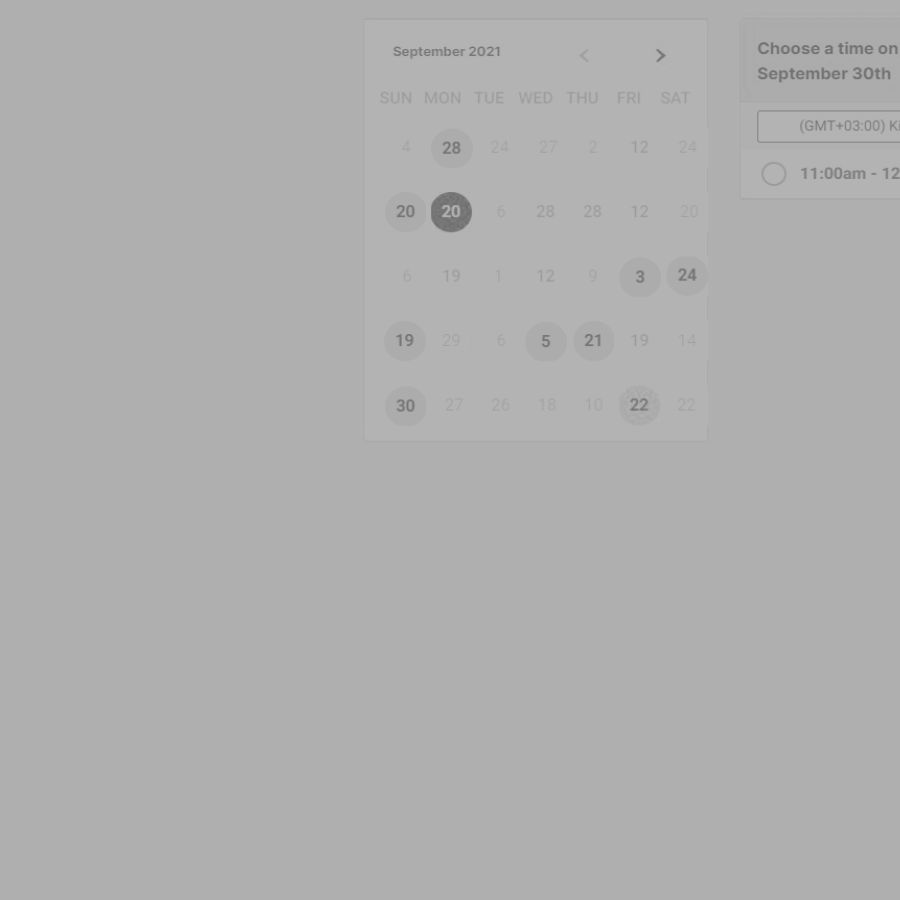 September 2021
SUN MON TUE WED THU FRI SAT
4 28 24 27 2 12 24
20 20 6 28 28 12 20
6 19 1 12 9 3 24
19 29 6 5 21 19 14
30 27 26 18 10 22 22
Choose a time on
September 30th
(GMT+03:00) Ki
11:00am - 12